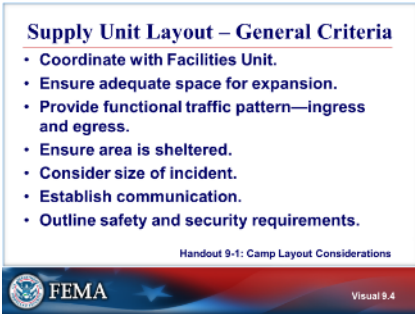 Supply Unit Layout – General Criteria
• Coordinate with Facilities Unit.
• Ensure adequate space for expansion.
• Provide functional traffic pattern—ingress
and egress.
• Ensure area is sheltered.
• Consider size of incident.
• Establish communication.
• Outline safety and security requirements.
Handout 9-1: Camp Layout Considerations
FEMA
Visual 9.4